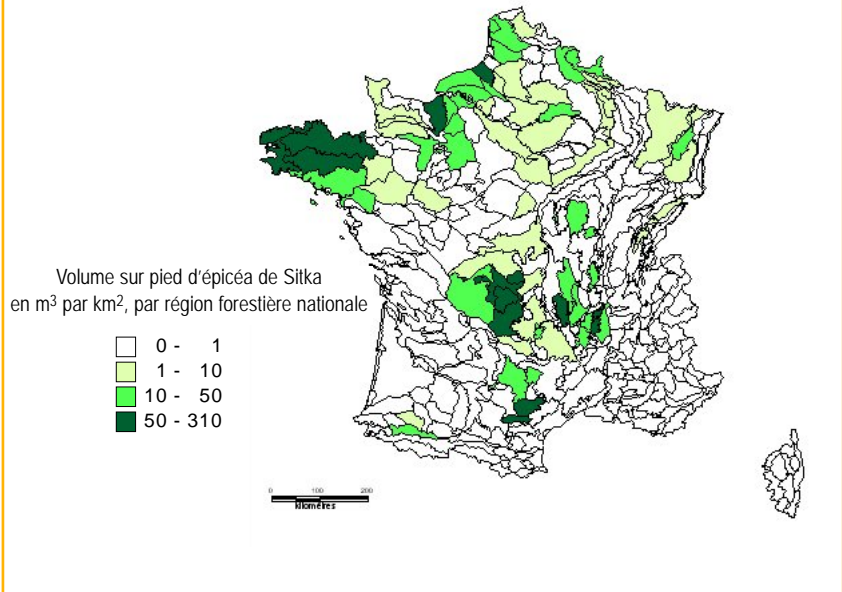 Volume sur pied d'épicéa de Sitka
en m³ par km², par région forestière nationale
0 - 1
1 - 10
10 - 50
50 - 310
0 100 200
kilomètres